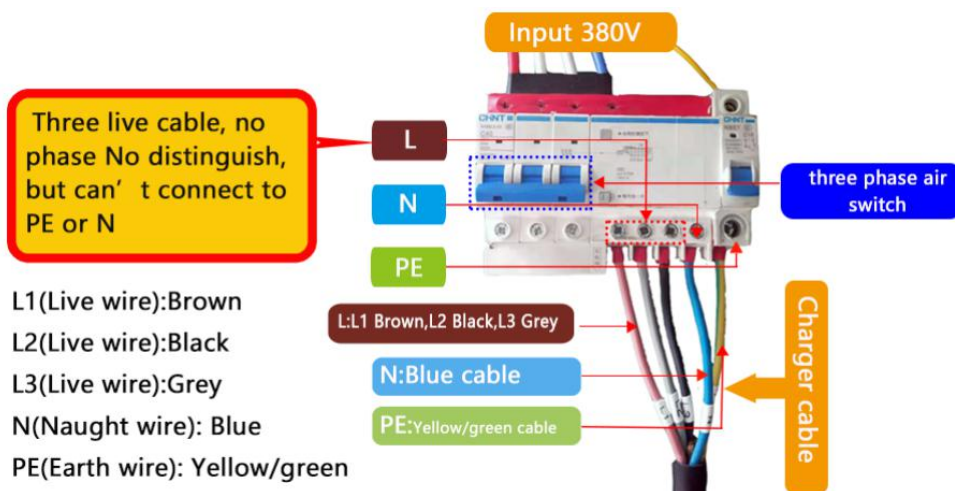 Input 380V
Three live cable, no
phase No distinguish,
but can' t connect to
PE or N
L
N
PE
CHNT
CHNT
three phase air
switch
L1(Live wire):Brown
L2(Live wire):Black
L3(Live wire):Grey
N(Naught wire): Blue
PE(Earth wire): Yellow/green
L:L1 Brown,L2 Black,L3 Grey
N:Blue cable
PE:Yellow/green cable
Charger cable
L1
L2